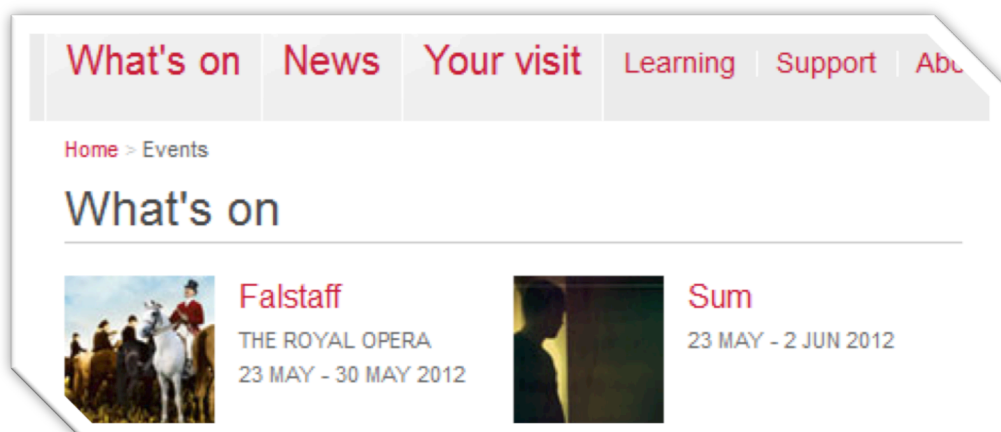 What's on News Your visit Learning Support
Home > Events
What's on
Falstaff
THE ROYAL OPERA
23 MAY - 30 MAY 2012
Sum
23 MAY - 2 JUN 2012